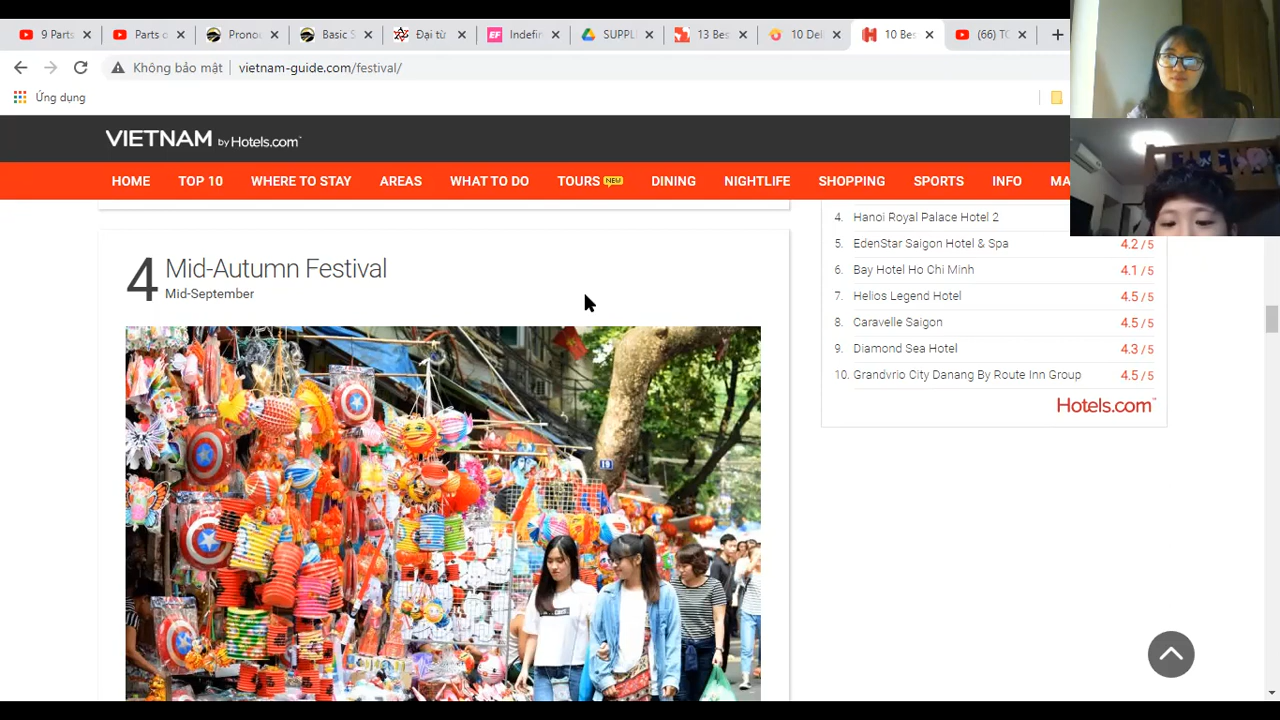 9 Parts
Parts o
Pronou
Basic S
Đại từ
Indefin
SUPPL
13 Bes
10 Del
10 Bes
(66) TC
Không bảo mật
vietnam-guide.com/festival/
Ứng dụng
VIETNAM by Hotels.com™
HOME TOP 10 WHERE TO STAY AREAS WHAT TO DO TOURS NEW DINING NIGHTLIFE SHOPPING SPORTS INFO MA
4. Hanoi Royal Palace Hotel 2
5. EdenStar Saigon Hotel & Spa 4.2 / 5
6. Bay Hotel Ho Chi Minh 4.1 / 5
7. Helios Legend Hotel 4.5 / 5
8. Caravelle Saigon 4.5 / 5
9. Diamond Sea Hotel 4.3 / 5
10. Grandvrio City Danang By Route Inn Group 4.5 / 5
Hotels.com™
4 Mid-Autumn Festival
Mid-September
19